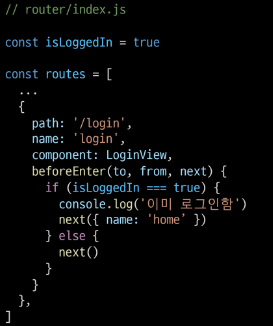 // router/index.js

const isLoggedIn = true

const routes = [
  ...
  {
    path: '/login',
    name: 'login',
    component: LoginView,
    beforeEnter(to, from, next) {
      if (isLoggedIn === true) {
        console.log('이미 로그인함')
        next({ name: 'home’ })
      } else {
        next()
      }
    }
  },
]